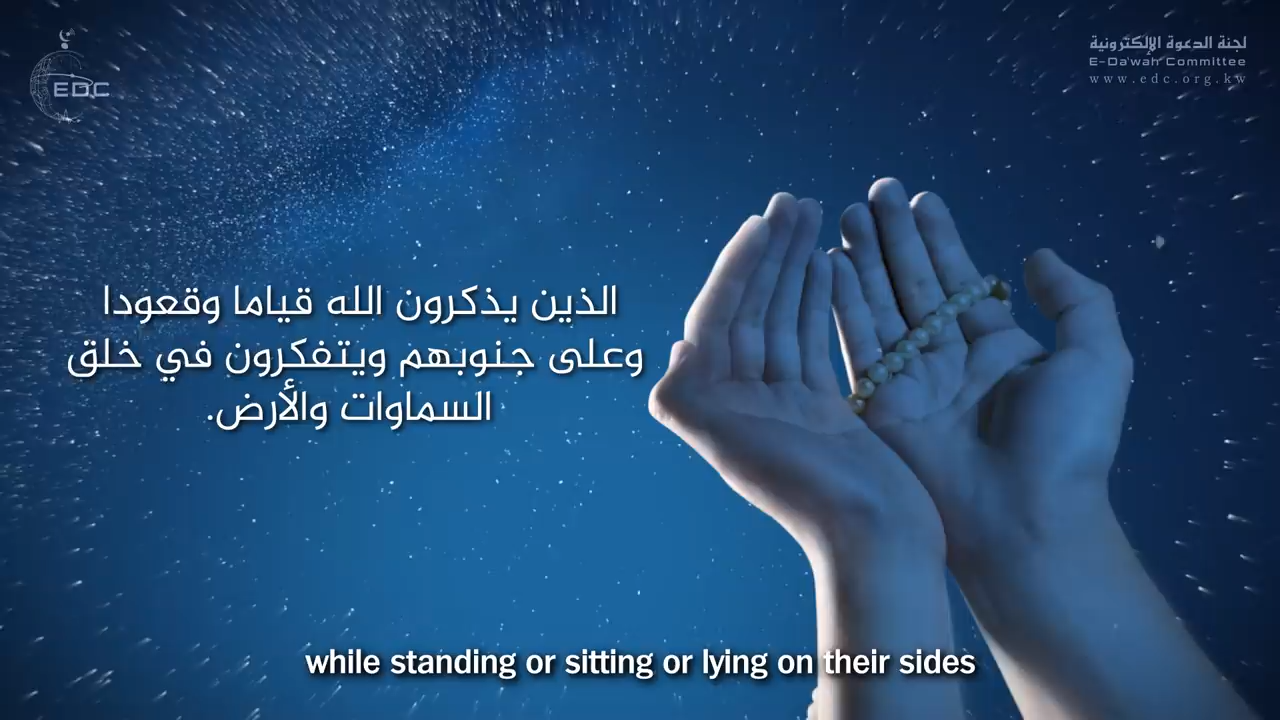 EDC
لجنة الدعوة الإلكترونية
E-Da'wah Committee
www.edc.org.kw
الذين يذكرون الله قياما وقعودا
وعلى جنوبهم ويتفكرون في خلق
السماوات والأرض.
while standing or sitting or lying on their sides